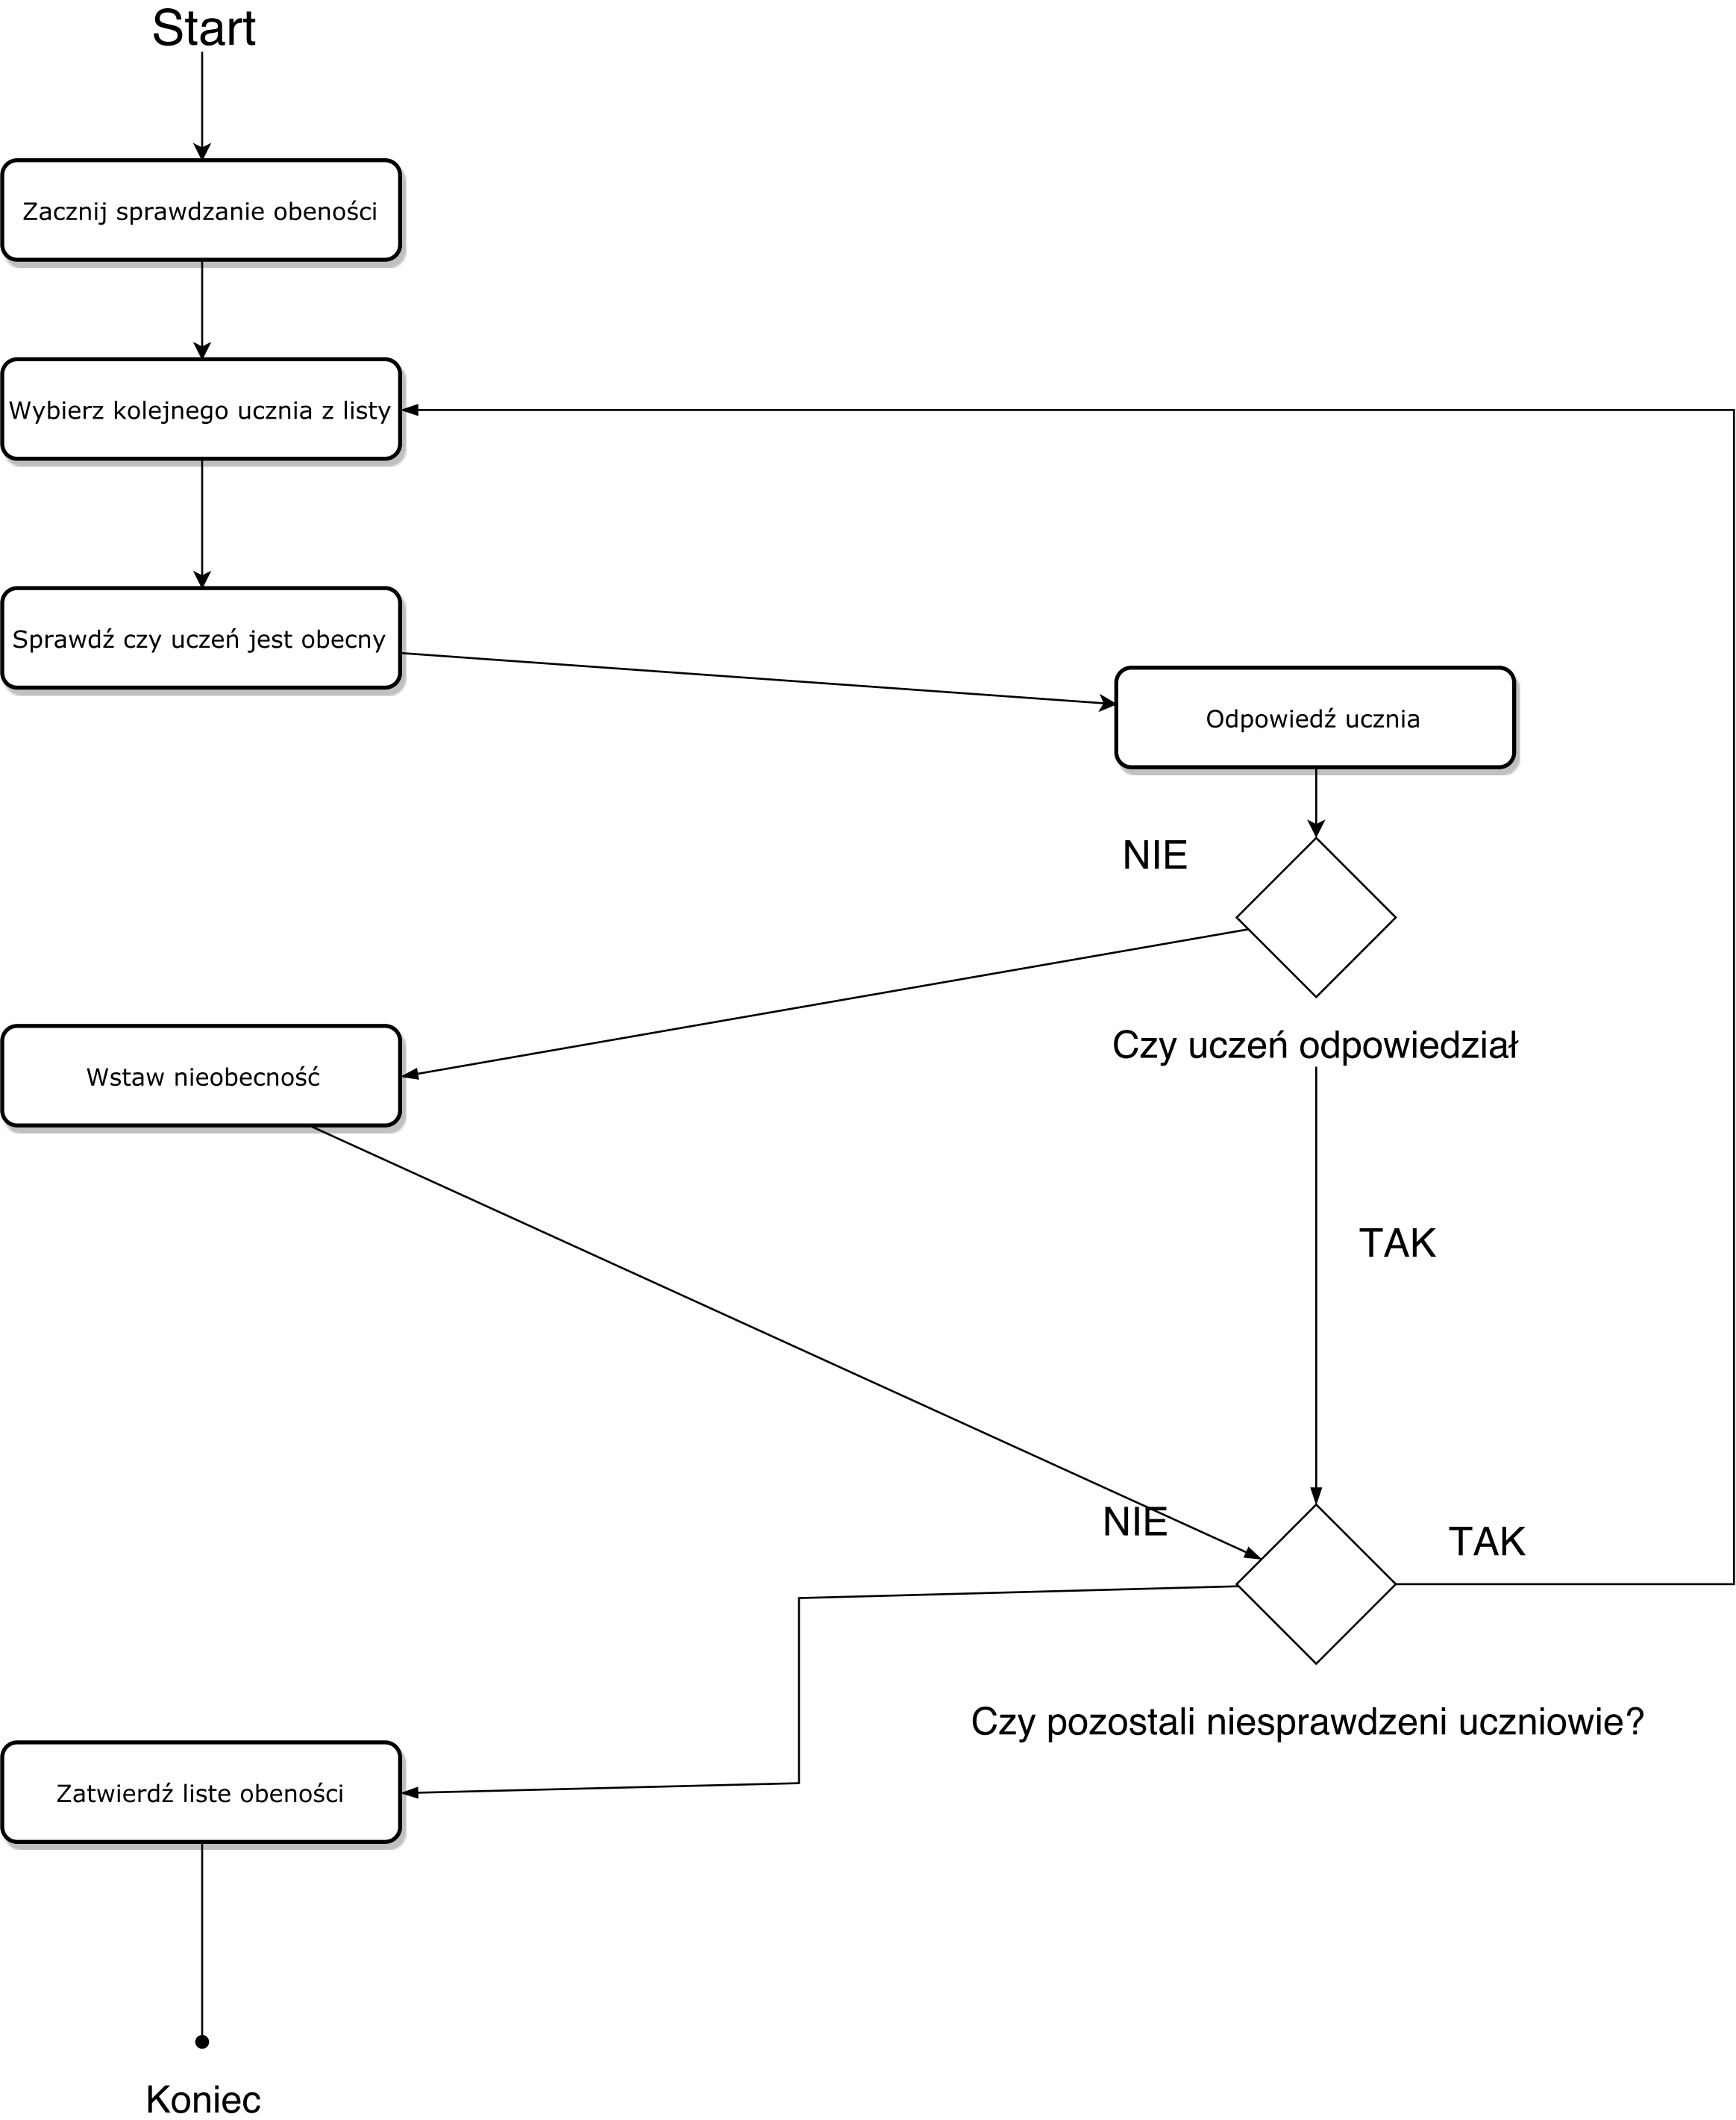 Start
Zacznij sprawdzanie obeności
Wybierz kolejnego ucznia z listy
Sprawdź czy uczeń jest obecny
Odpowiedź ucznia
NIE
Czy uczeń odpowiedział
Wstaw nieobecność
TAK
NIE
TAK
Czy pozostali niesprawdzeni uczniowie?
Zatwierdź liste obeności
Koniec